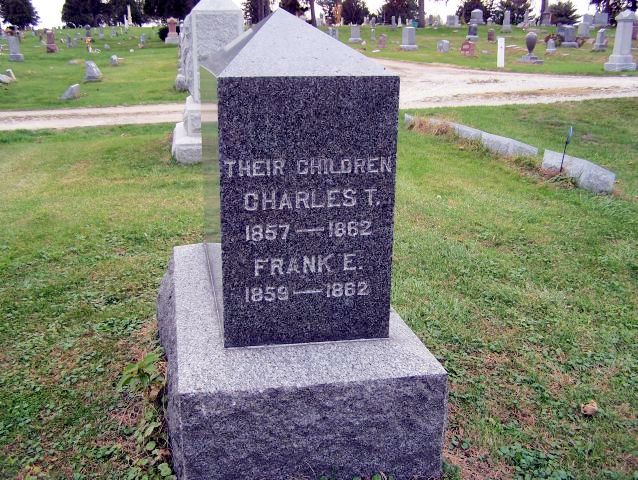 THEIR CHILDREN
CHARLES T.
1857 — 1862
FRANK E.
1859 — 1862